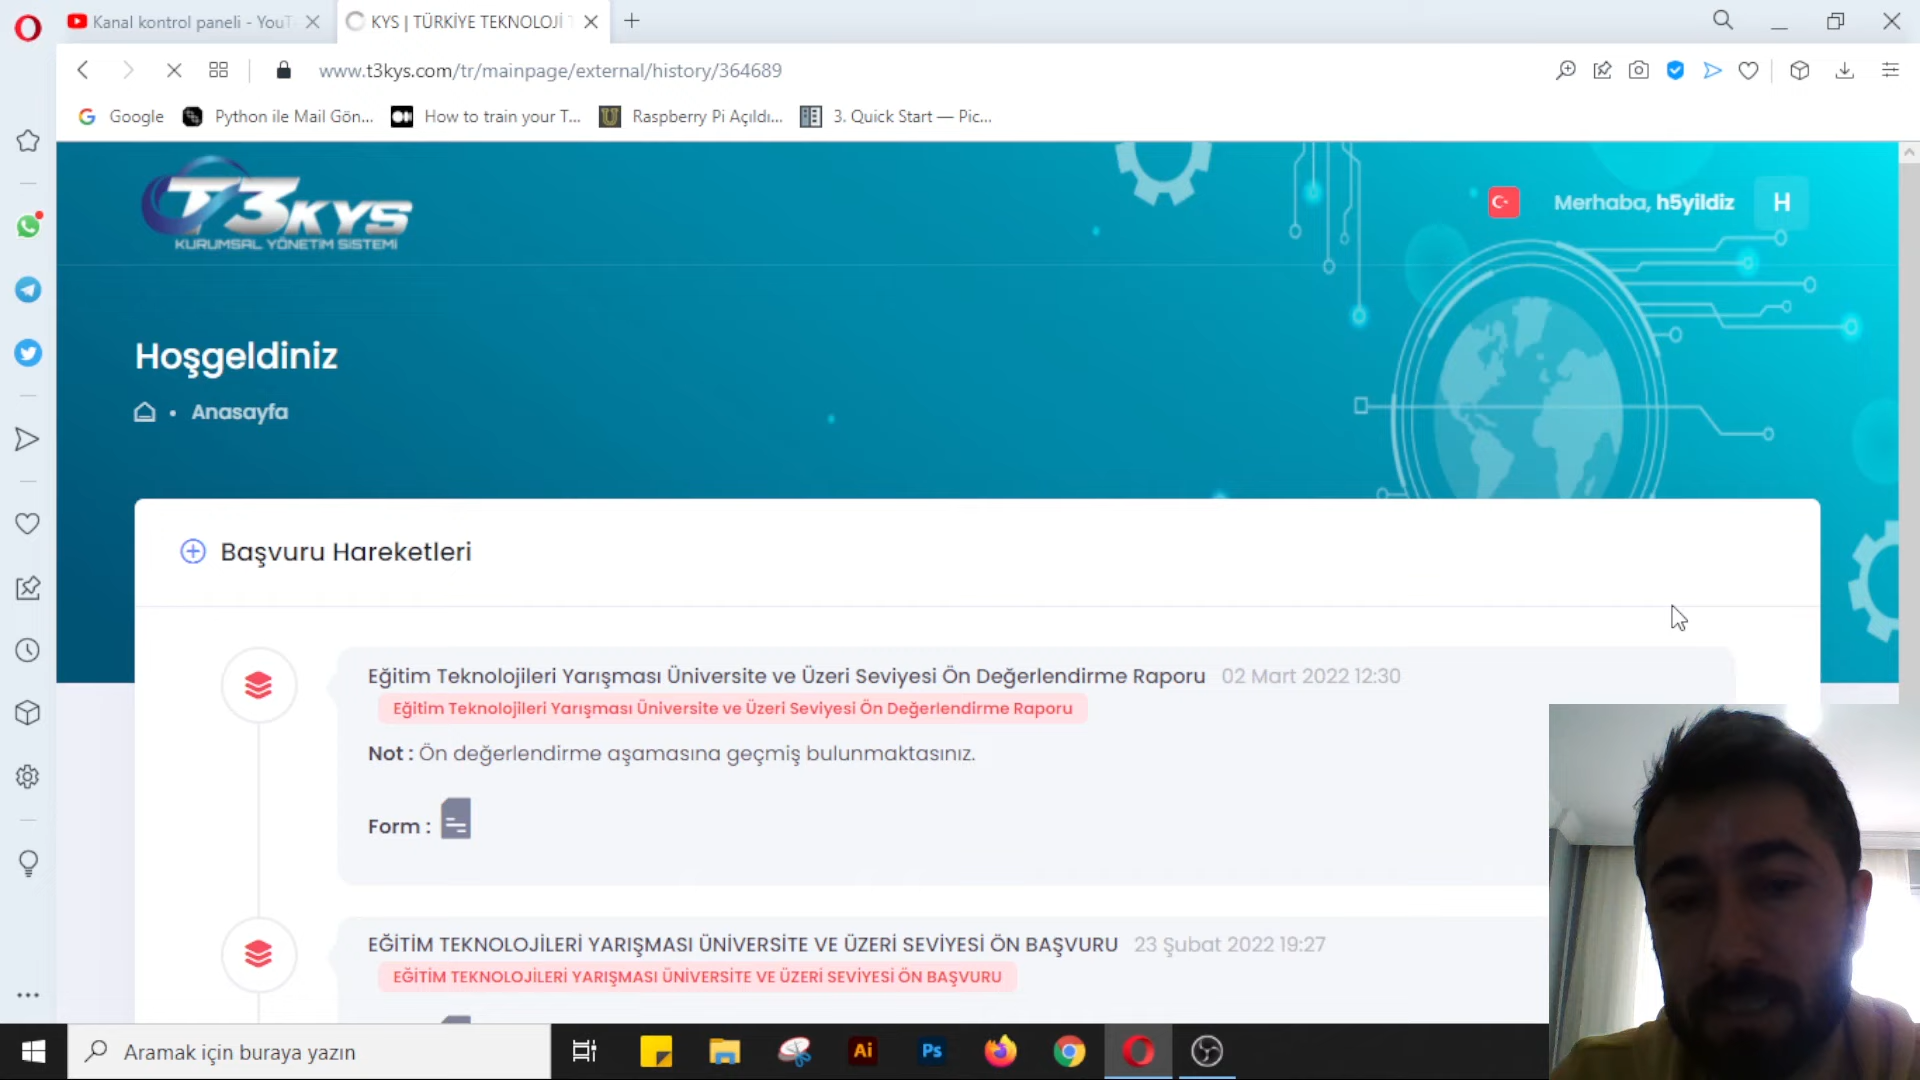 Kanal kontrol paneli - YouT
KYS | TÜRKİYE TEKNOLOJİ T
www.t3kys.com/tr/mainpage/external/history/364689
Google
Python ile Mail Gön...
How to train your T...
Raspberry Pi Açıldı...
3. Quick Start — Pic...
T3KYS
KURUMSAL YÖNETİM SİSTEMİ
Merhaba, h5yildiz
H
Hoşgeldiniz
Anasayfa
Başvuru Hareketleri
Eğitim Teknolojileri Yarışması Üniversite ve Üzeri Seviyesi Ön Değerlendirme Raporu 02 Mart 2022 12:30
Eğitim Teknolojileri Yarışması Üniversite ve Üzeri Seviyesi Ön Değerlendirme Raporu
Not : Ön değerlendirme aşamasına geçmiş bulunmaktasınız.
Form :
EĞİTİM TEKNOLOJİLERİ YARIŞMASI ÜNİVERSİTE VE ÜZERİ SEVİYESİ ÖN BAŞVURU 23 Şubat 2022 19:27
EĞİTİM TEKNOLOJİLERİ YARIŞMASI ÜNİVERSİTE VE ÜZERİ SEVİYESİ ÖN BAŞVURU
Aramak için buraya yazın
Ai
Ps